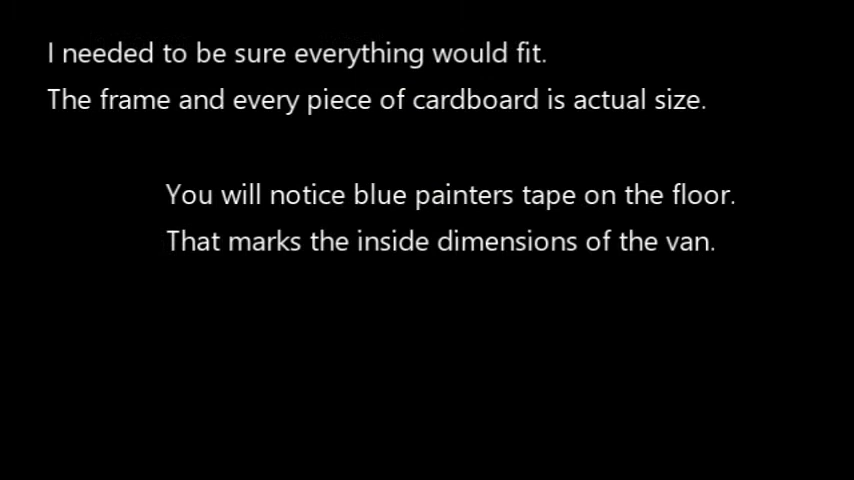 I needed to be sure everything would fit.
The frame and every piece of cardboard is actual size.
You will notice blue painters tape on the floor.
That marks the inside dimensions of the van.